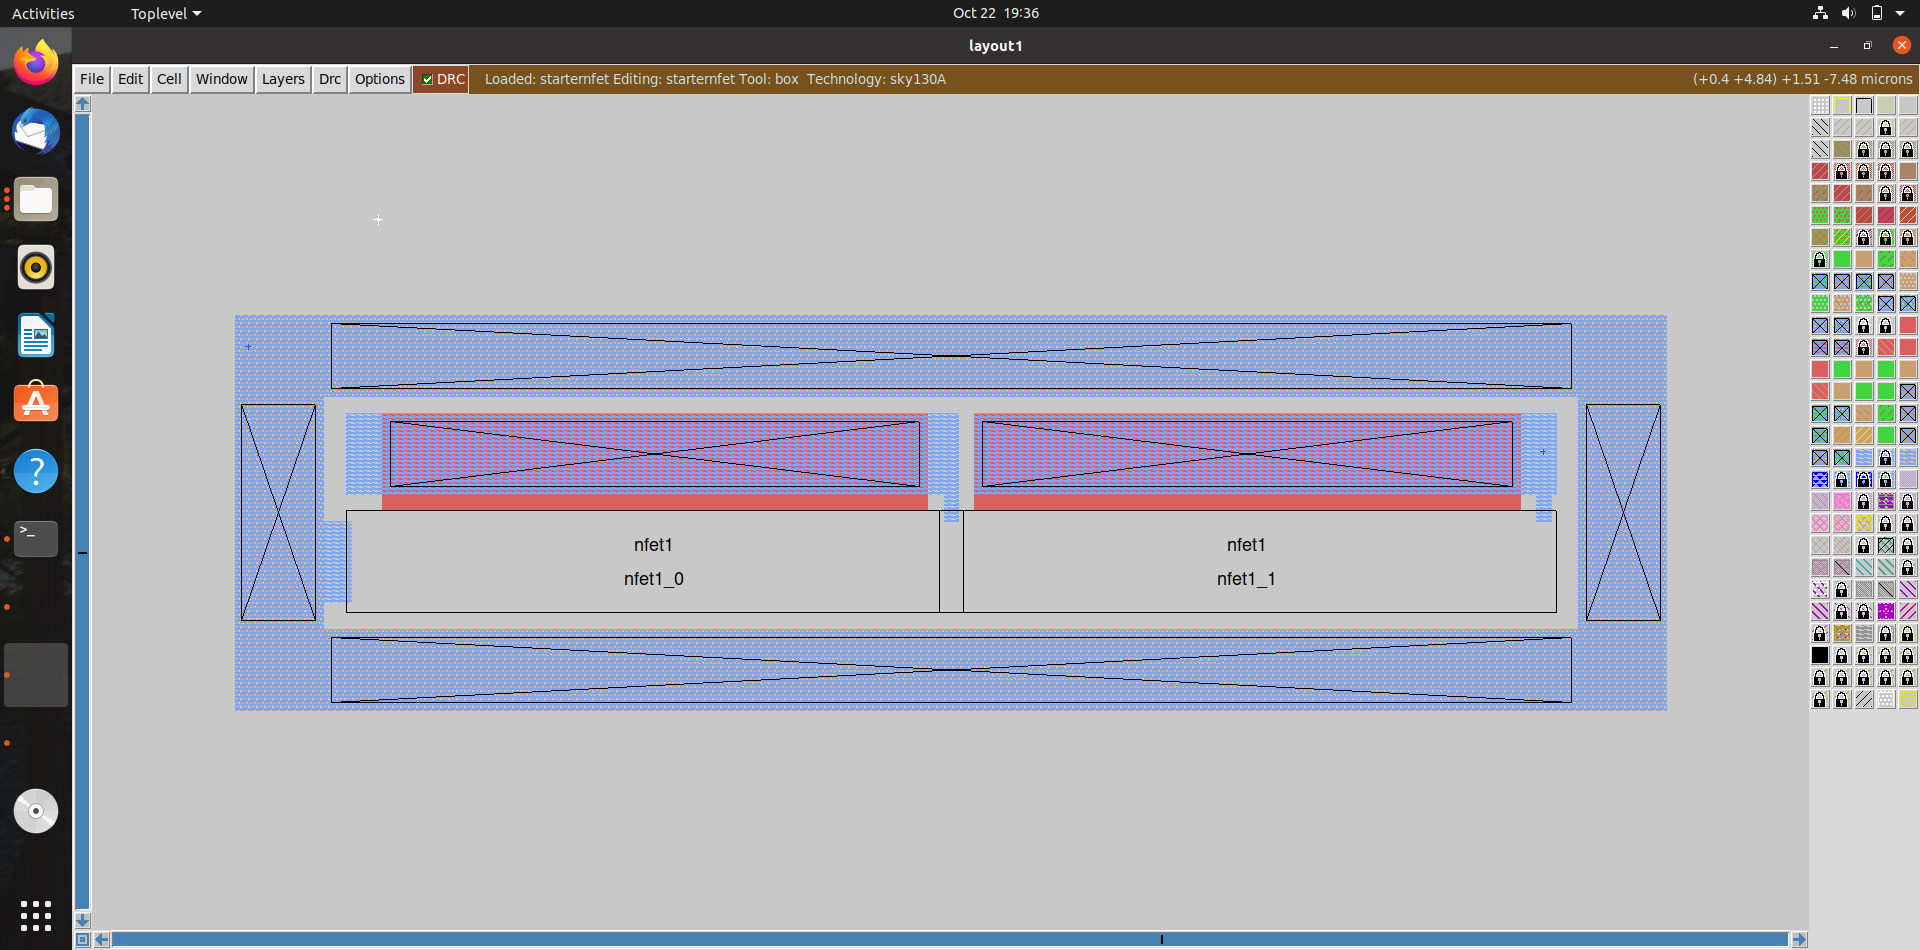 Activities
Toplevel
Oct 22 19:36
layout1
File Edit Cell Window Layers Drc Options DRC Loaded: starternfet Editing: starternfet Tool: box Technology: sky130A (+0.4 +4.84) +1.51 -7.48 microns
nfet1
nfet1_0
nfet1
nfet1_1